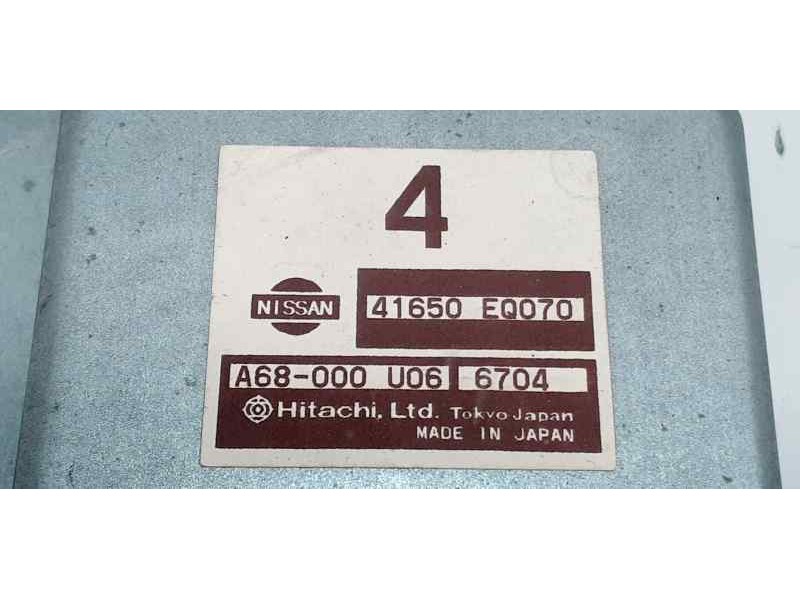 4
NISSAN 41650 EQ070
A68-000 U06 6704
Hitachi, Ltd. Tokyo Japan
MADE IN JAPAN